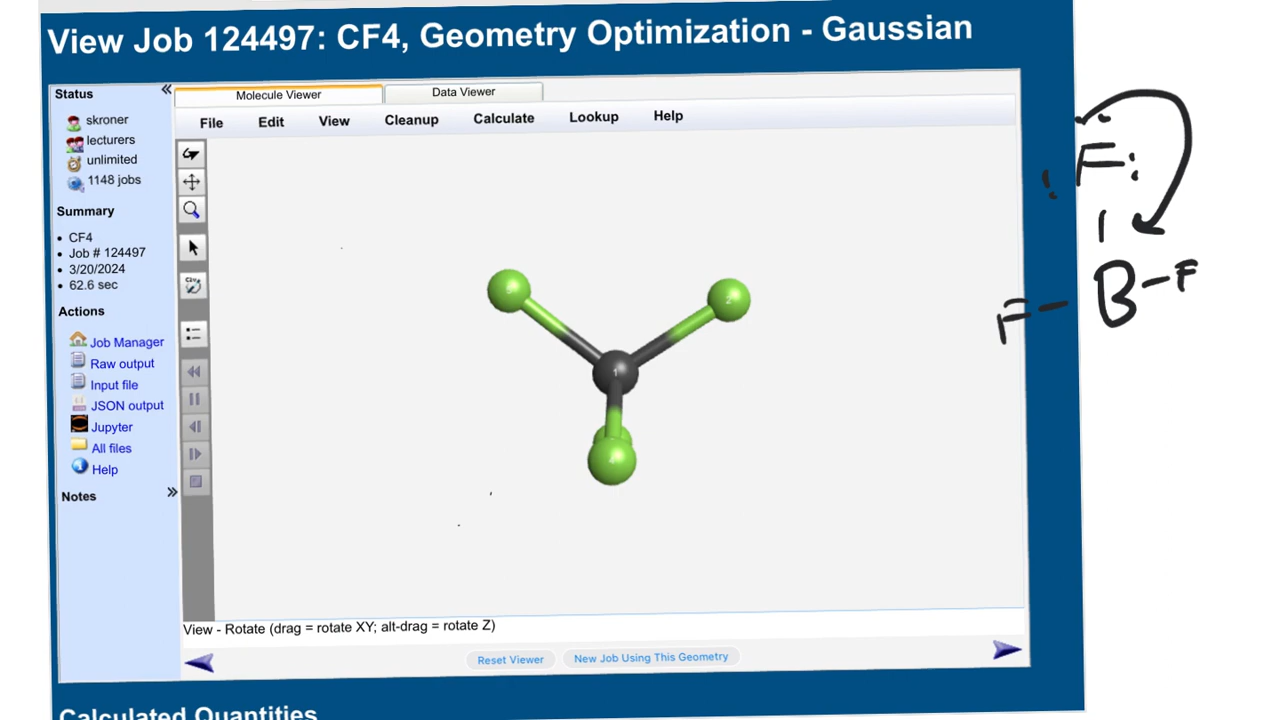 View Job 124497: CF4, Geometry Optimization - Gaussian
Status
«
skroner
lecturers
unlimited
1148 jobs
Summary
• CF4
• Job # 124497
• 3/20/2024
• 62.6 sec
Actions
Job Manager
Raw output
Input file
JSON output
Jupyter
All files
Help
Notes
»
Molecule Viewer
Data Viewer
File Edit View Cleanup Calculate Lookup Help
2
1
View - Rotate (drag = rotate XY; alt-drag = rotate Z)
Reset Viewer
New Job Using This Geometry
Calculated Quantities
:F:
|
F-B-F